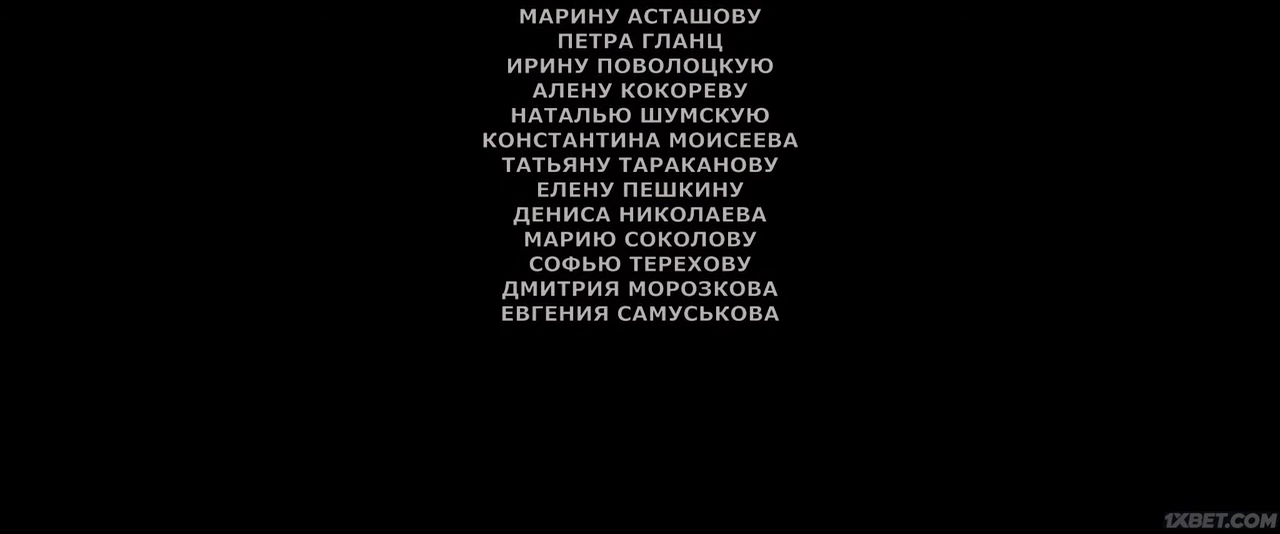 МАРИНУ АСТАШОВУ
ПЕТРА ГЛАНЦ
ИРИНУ ПОВОЛОЦКУЮ
АЛЕНУ КОКОРЕВУ
НАТАЛЬЮ ШУМСКУЮ
КОНСТАНТИНА МОИСЕЕВА
ТАТЬЯНУ ТАРАКАНОВУ
ЕЛЕНУ ПЕШКИНУ
ДЕНИСА НИКОЛАЕВА
МАРИЮ СОКОЛОВУ
СОФЬЮ ТЕРЕХОВУ
ДМИТРИЯ МОРОЗКОВА
ЕВГЕНИЯ САМУСЬКОВА
1XBET.COM